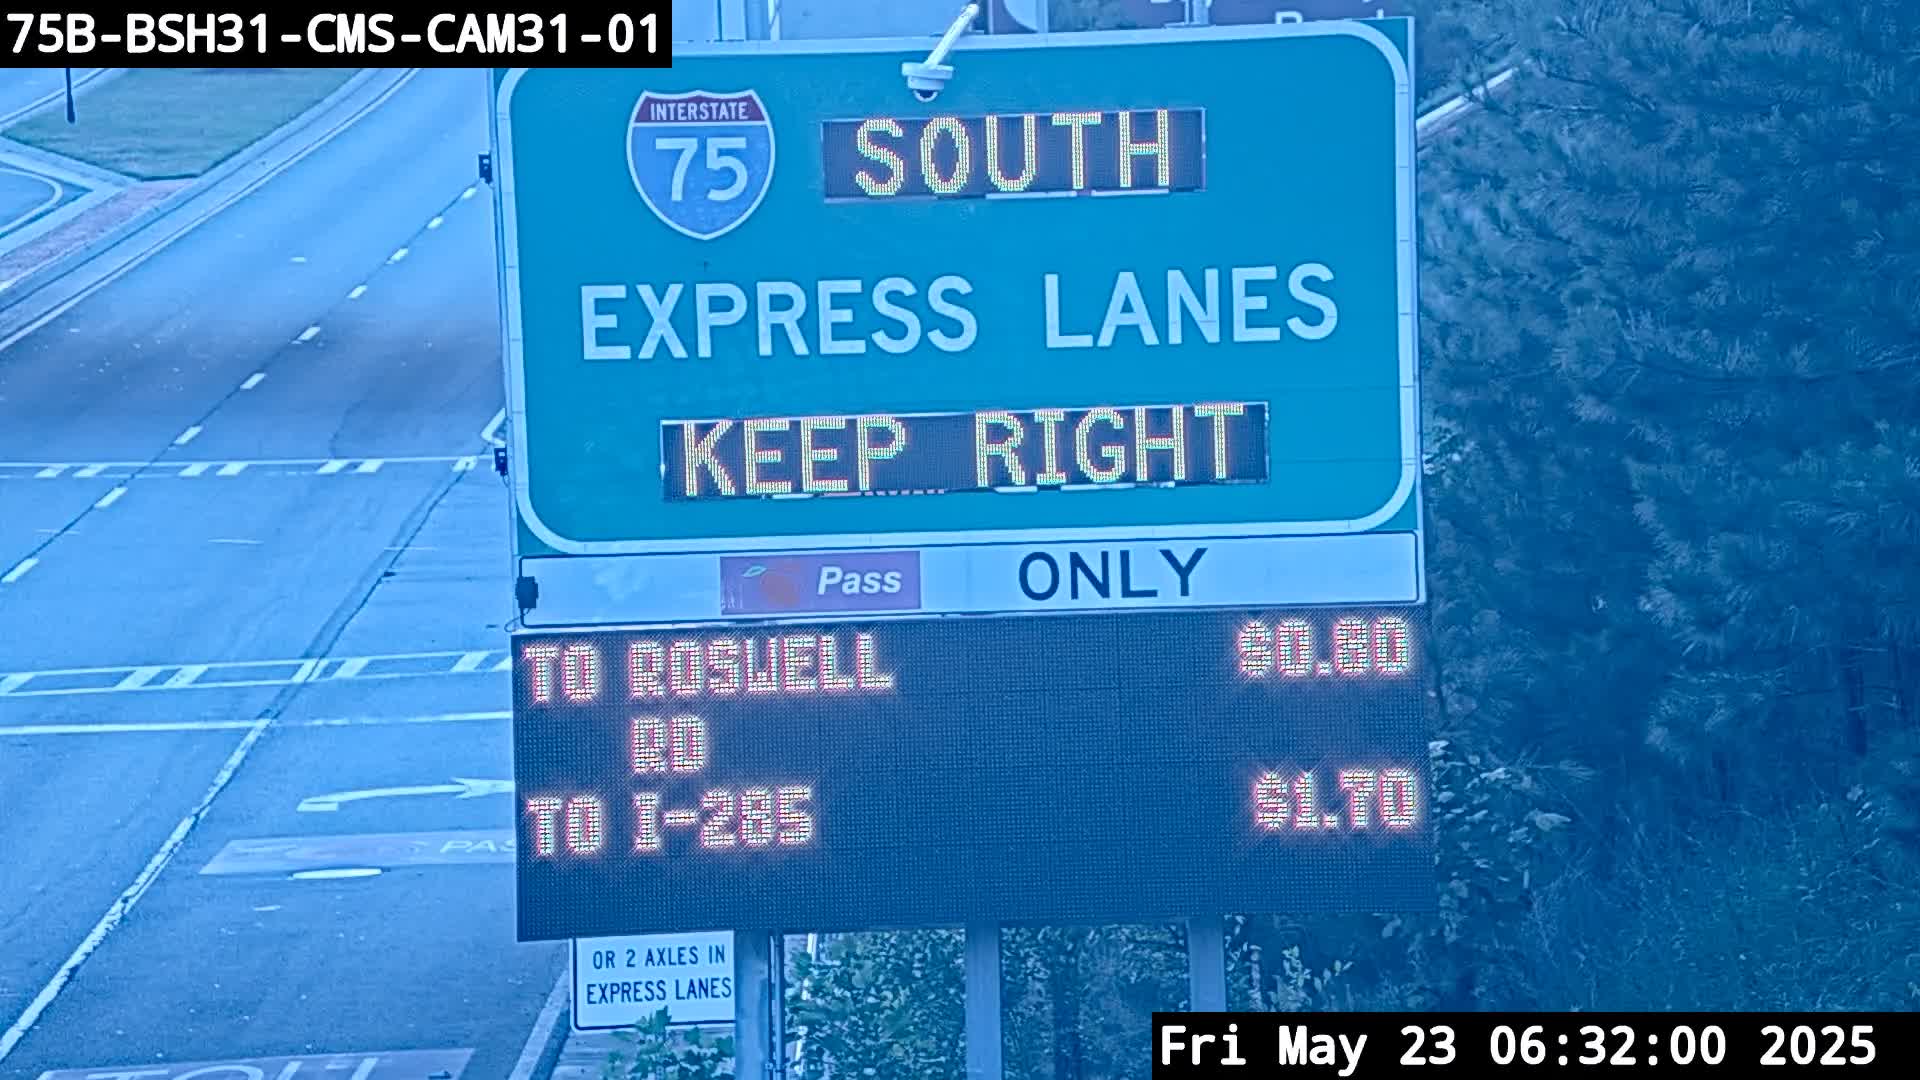 75B-BSH31-CMS-CAM31-01
INTERSTATE
75
SOUTH
EXPRESS LANES
KEEP RIGHT
Pass ONLY
TO ROSWELL $0.80
RD
TO I-285 $1.70
OR 2 AXLES IN
EXPRESS LANES
Fri May 23 06:32:00 2025